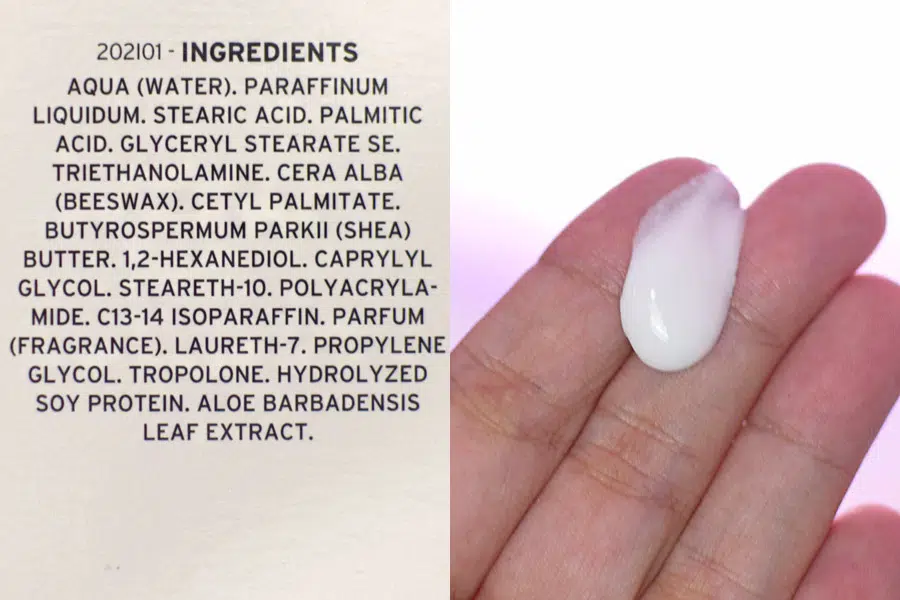 202101 - INGREDIENTS
AQUA (WATER). PARAFFINUM
LIQUIDUM. STEARIC ACID. PALMITIC
ACID. GLYCERYL STEARATE SE.
TRIETHANOLAMINE. CERA ALBA
(BEESWAX). CETYL PALMITATE.
BUTYROSPERMUM PARKII (SHEA)
BUTTER. 1,2-HEXANEDIOL. CAPRYLYL
GLYCOL. STEARETH-10. POLYACRYLA-
MIDE. C13-14 ISOPARAFFIN. PARFUM
(FRAGRANCE). LAURETH-7. PROPYLENE
GLYCOL. TROPOLONE. HYDROLYZED
SOY PROTEIN. ALOE BARBADENSIS
LEAF EXTRACT.